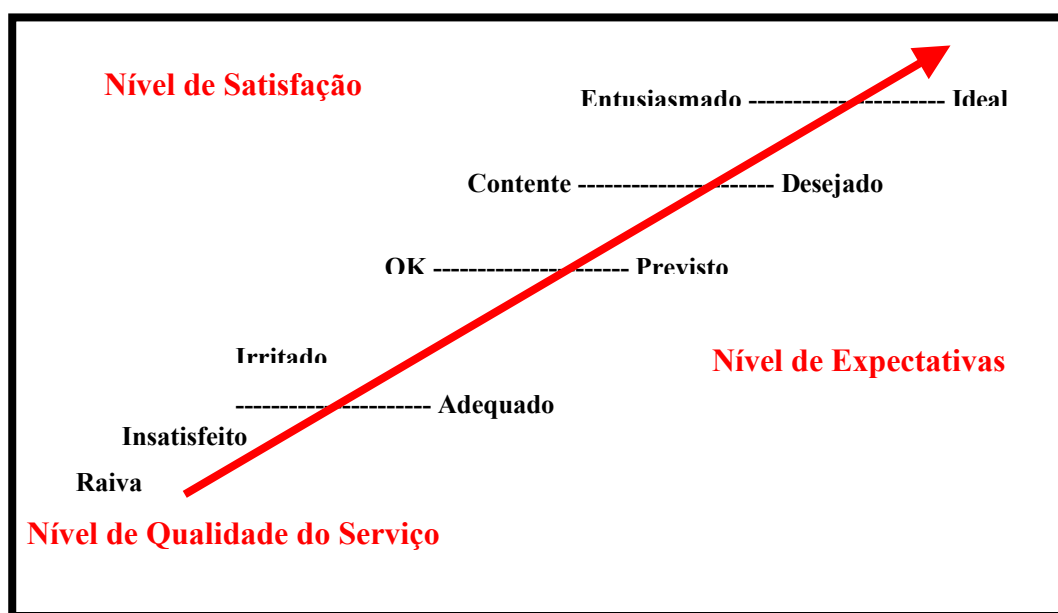 Nível de Satisfação
Entusiasmado ---------------------- Ideal
Contente ---------------------- Desejado
OK ---------------------- Previsto
Irritado
Nível de Expectativas
---------------------- Adequado
Insatisfeito
Raiva
Nível de Qualidade do Serviço